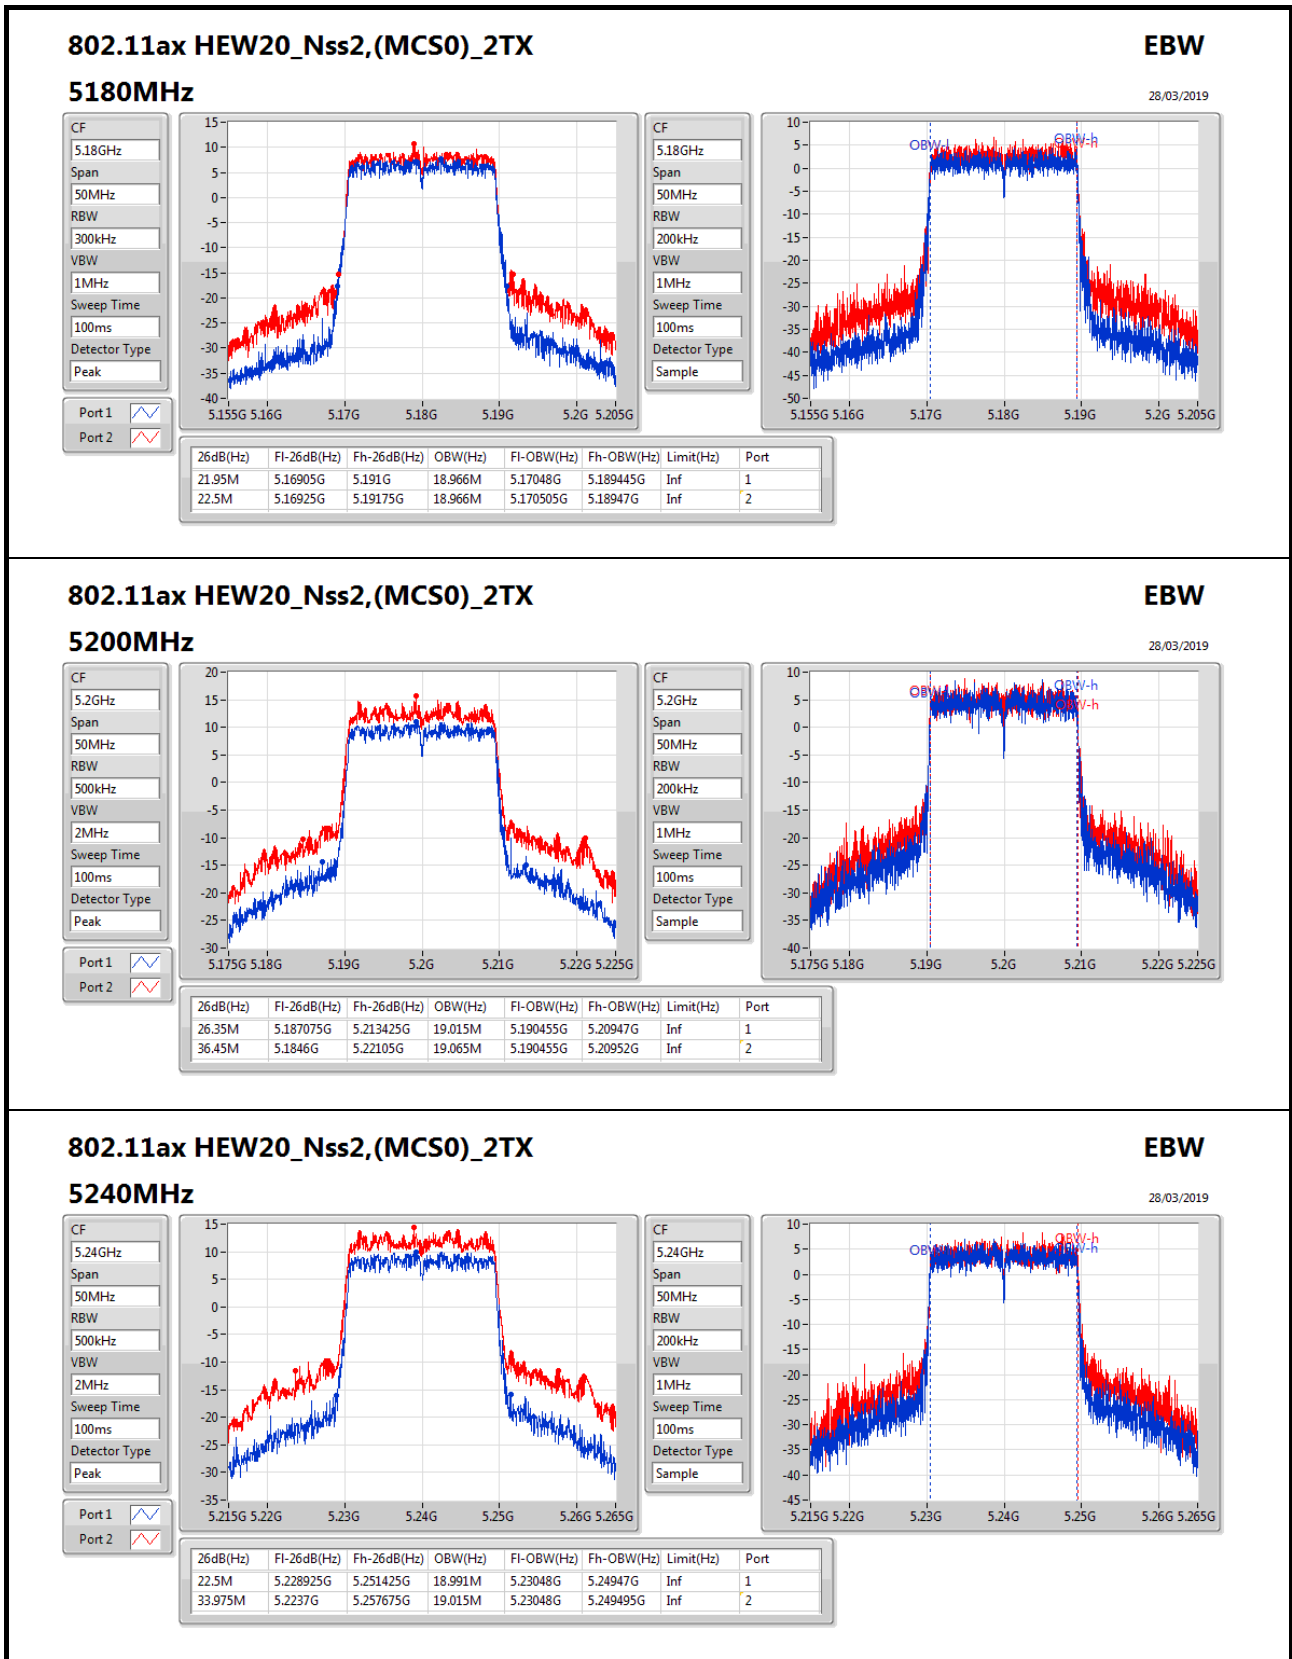 802.11ax HEW20_Nss2,(MCS0)_2TX EBW
5180MHz 28/03/2019
CF
5.18GHz
Span
50MHz
RBW
300kHz
VBW
1MHz
Sweep Time
100ms
Detector Type
Peak
Port 1
Port 2
15
10
5
0
-5
-10
-15
-20
-25
-30
-35
-40
5.155G 5.16G 5.17G 5.18G 5.19G 5.2G 5.205G
CF
5.18GHz
Span
50MHz
RBW
200kHz
VBW
1MHz
Sweep Time
100ms
Detector Type
Sample
10
5
0
-5
-10
-15
-20
-25
-30
-35
-40
-45
-50
OBW-h
5.155G 5.16G 5.17G 5.18G 5.19G 5.2G 5.205G
26dB(Hz) Fl-26dB(Hz) Fh-26dB(Hz) OBW(Hz) Fl-OBW(Hz) Fh-OBW(Hz) Limit(Hz) Port
21.95M 5.16905G 5.191G 18.966M 5.17048G 5.189445G Inf 1
22.5M 5.16925G 5.19175G 18.966M 5.170505G 5.18947G Inf 2
802.11ax HEW20_Nss2,(MCS0)_2TX EBW
5200MHz 28/03/2019
CF
5.2GHz
Span
50MHz
RBW
500kHz
VBW
2MHz
Sweep Time
100ms
Detector Type
Peak
Port 1
Port 2
20
15
10
5
0
-5
-10
-15
-20
-25
-30
5.175G 5.18G 5.19G 5.2G 5.21G 5.22G 5.225G
CF
5.2GHz
Span
50MHz
RBW
200kHz
VBW
1MHz
Sweep Time
100ms
Detector Type
Sample
10
5
0
-5
-10
-15
-20
-25
-30
-35
-40
OBW-h
OBW-h
5.175G 5.18G 5.19G 5.2G 5.21G 5.22G 5.225G
26dB(Hz) Fl-26dB(Hz) Fh-26dB(Hz) OBW(Hz) Fl-OBW(Hz) Fh-OBW(Hz) Limit(Hz) Port
26.35M 5.187075G 5.213425G 19.015M 5.190455G 5.20947G Inf 1
36.45M 5.1846G 5.22105G 19.065M 5.190455G 5.20952G Inf 2
802.11ax HEW20_Nss2,(MCS0)_2TX EBW
5240MHz 28/03/2019
CF
5.24GHz
Span
50MHz
RBW
500kHz
VBW
2MHz
Sweep Time
100ms
Detector Type
Peak
Port 1
Port 2
15
10
5
0
-5
-10
-15
-20
-25
-30
-35
5.215G 5.22G 5.23G 5.24G 5.25G 5.26G 5.265G
CF
5.24GHz
Span
50MHz
RBW
200kHz
VBW
1MHz
Sweep Time
100ms
Detector Type
Sample
10
5
0
-5
-10
-15
-20
-25
-30
-35
-40
-45
OBW-h
5.215G 5.22G 5.23G 5.24G 5.25G 5.26G 5.265G
26dB(Hz) Fl-26dB(Hz) Fh-26dB(Hz) OBW(Hz) Fl-OBW(Hz) Fh-OBW(Hz) Limit(Hz) Port
22.5M 5.228925G 5.251425G 18.991M 5.23048G 5.24947G Inf 1
33.975M 5.2237G 5.257675G 19.015M 5.23048G 5.249495G Inf 2